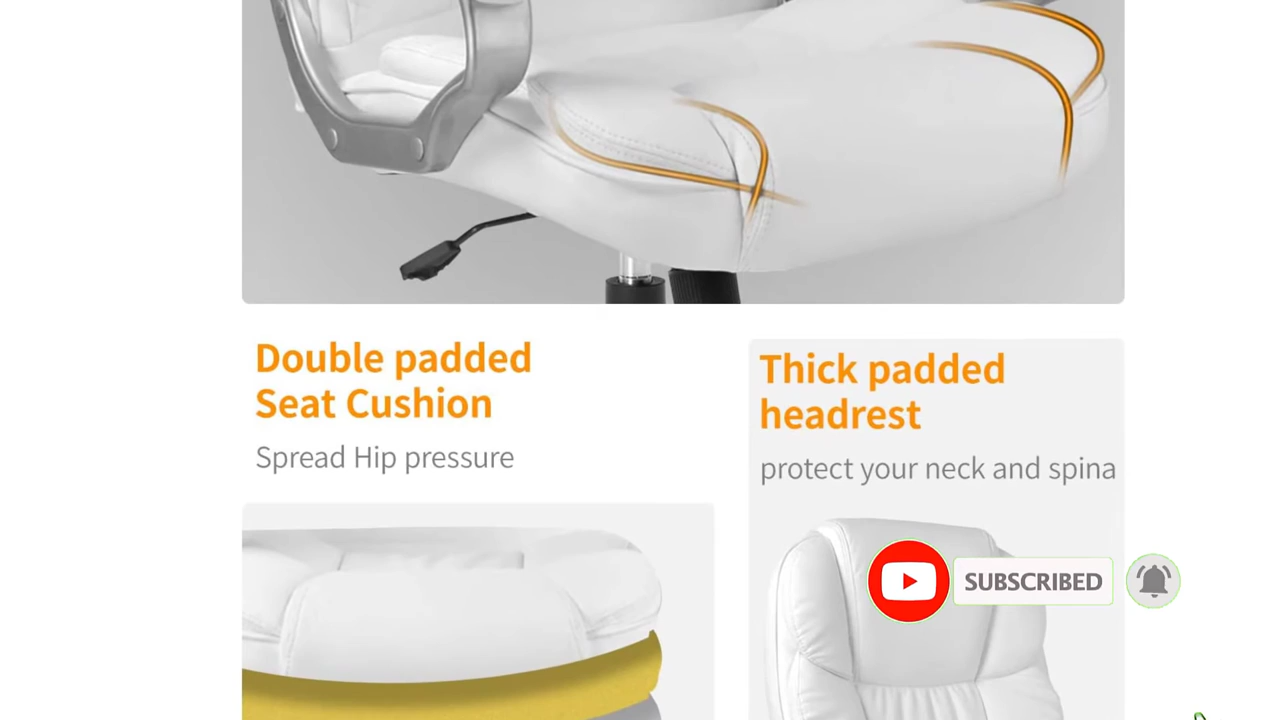 Double padded
Seat Cushion
Spread Hip pressure
Thick padded
headrest
protect your neck and spina
SUBSCRIBED